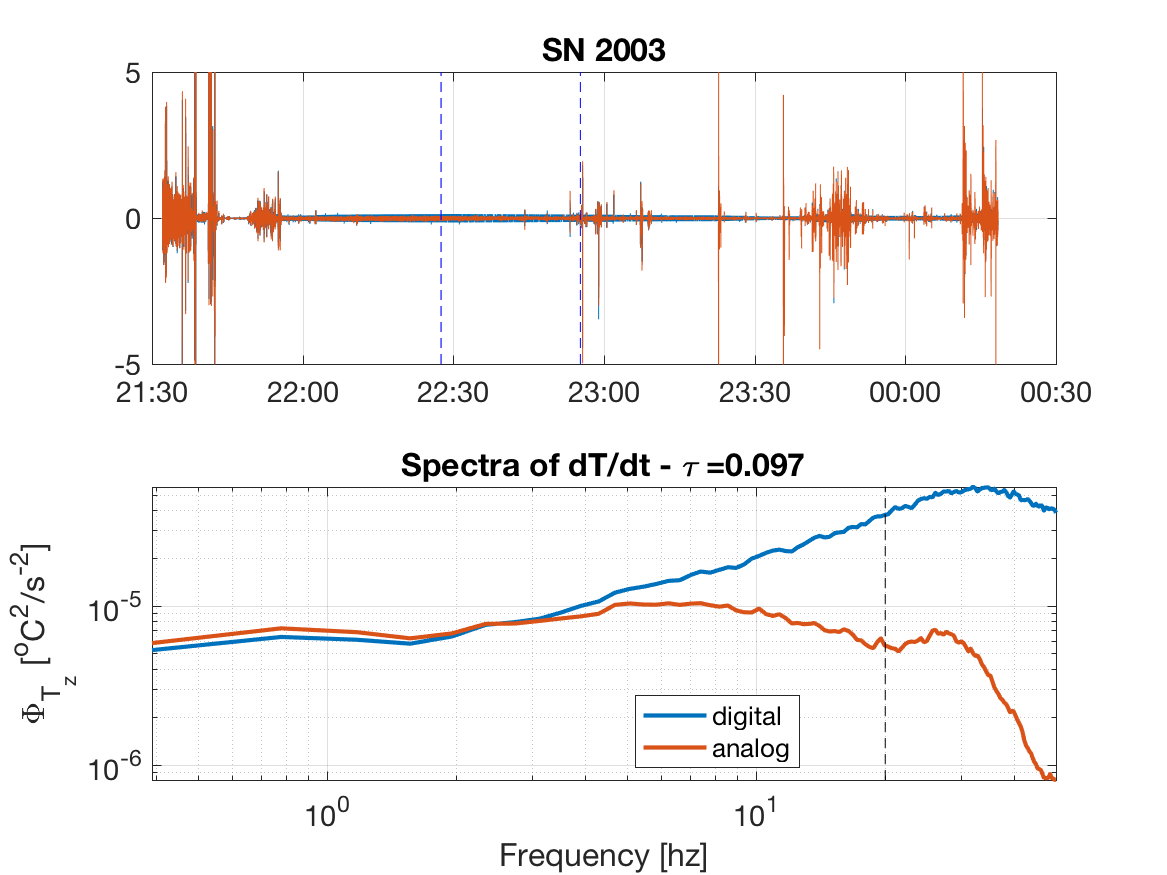 SN 2003
5
0
-5
21:30 22:00 22:30 23:00 23:30 00:00 00:30
Spectra of dT/dt - τ =0.097
Φ_{T_z} [°C²/s⁻²]
10⁻⁵
10⁻⁶
digital
analog
10⁰ 10¹
Frequency [hz]